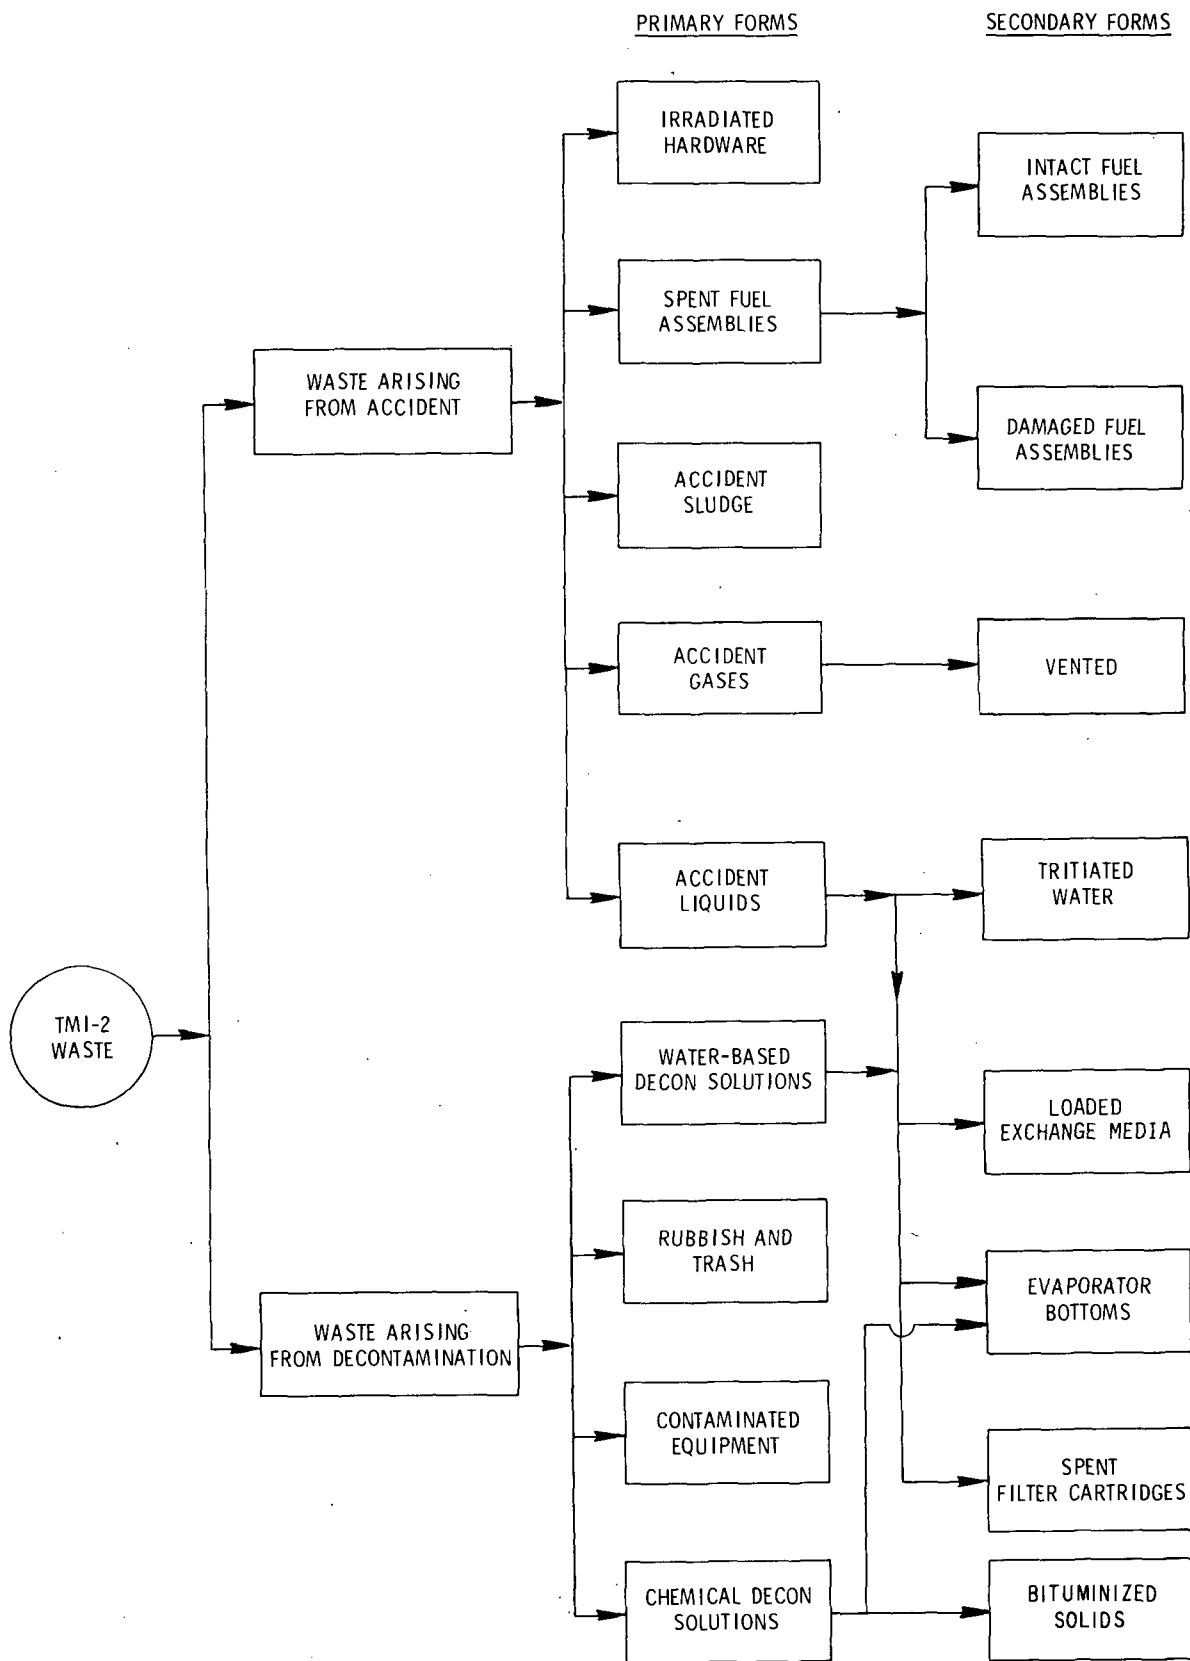 PRIMARY FORMS
SECONDARY FORMS
IRRADIATED
HARDWARE
INTACT FUEL
ASSEMBLIES
SPENT FUEL
ASSEMBLIES
WASTE ARISING
FROM ACCIDENT
DAMAGED FUEL
ASSEMBLIES
ACCIDENT
SLUDGE
ACCIDENT
GASES
VENTED
ACCIDENT
LIQUIDS
TRITIATED
WATER
TMI-2
WASTE
WATER-BASED
DECON SOLUTIONS
LOADED
EXCHANGE MEDIA
RUBBISH AND
TRASH
EVAPORATOR
BOTTOMS
WASTE ARISING
FROM DECONTAMINATION
CONTAMINATED
EQUIPMENT
SPENT
FILTER CARTRIDGES
CHEMICAL DECON
SOLUTIONS
BITUMINIZED
SOLIDS